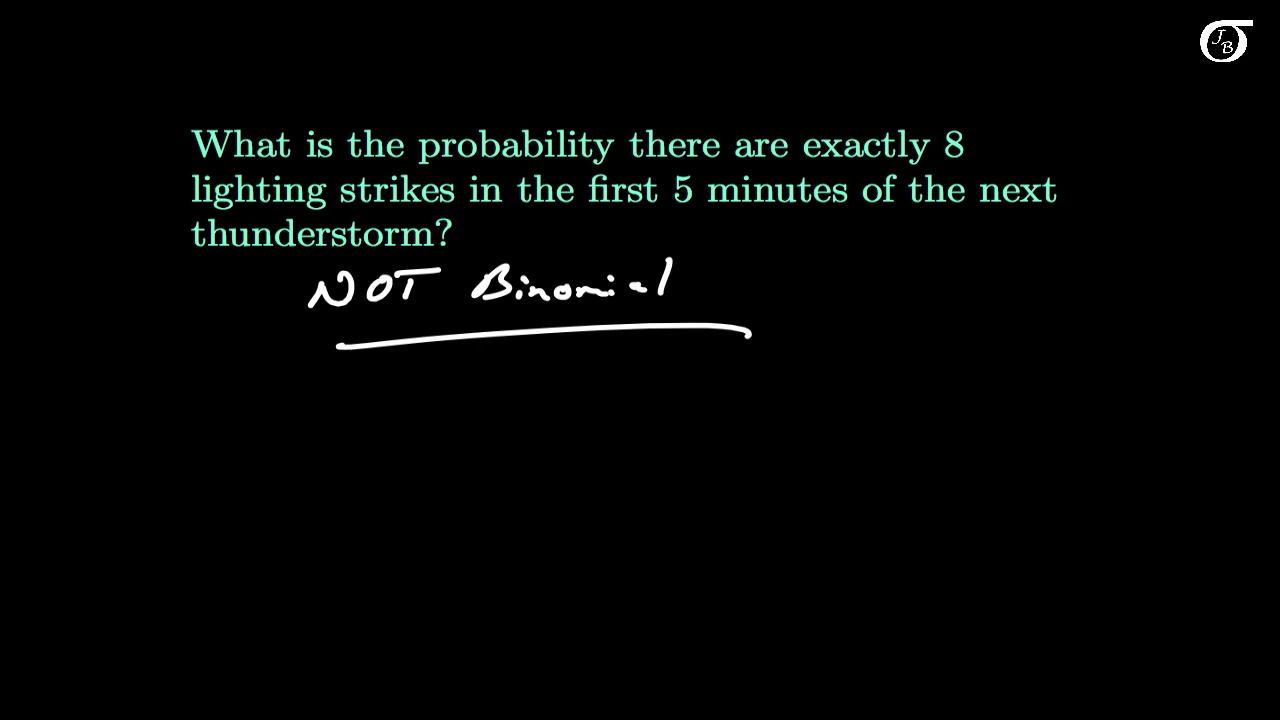 JB
What is the probability there are exactly 8
lighting strikes in the first 5 minutes of the next
thunderstorm?
NOT Binomial